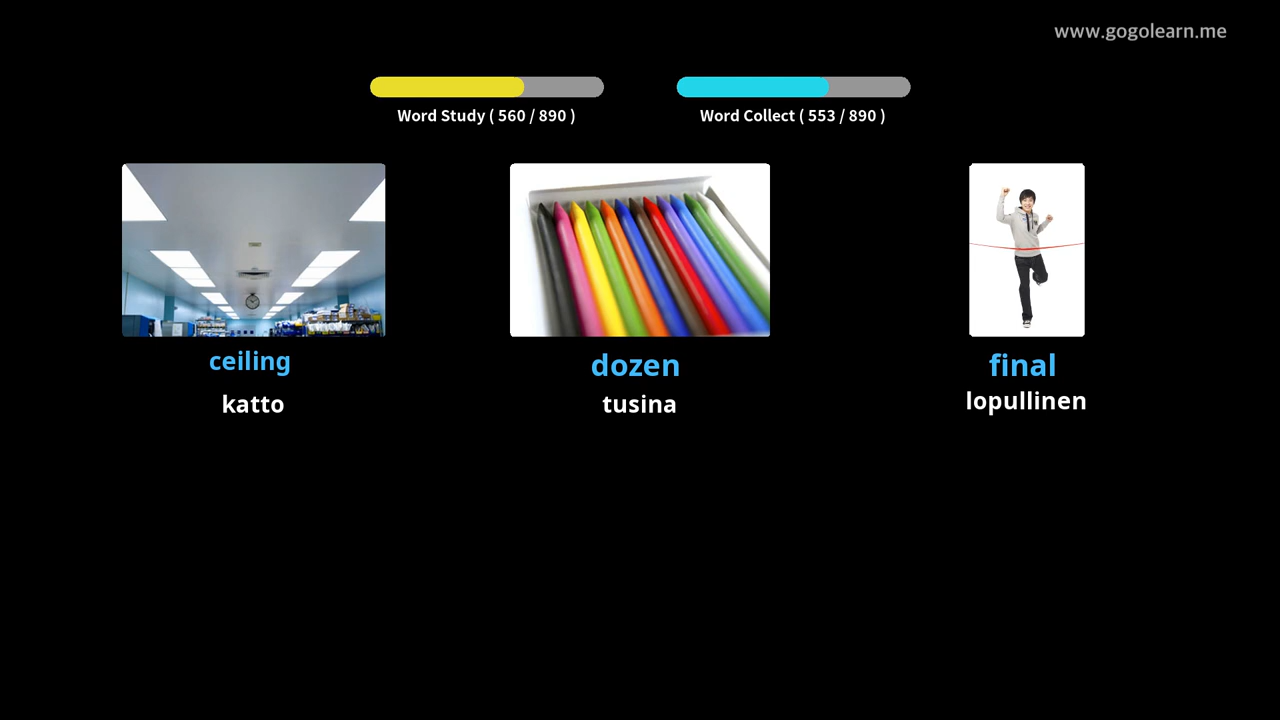 www.gogolearn.me
Word Study ( 560 / 890 )
Word Collect ( 553 / 890 )
ceiling
katto
dozen
tusina
final
lopullinen